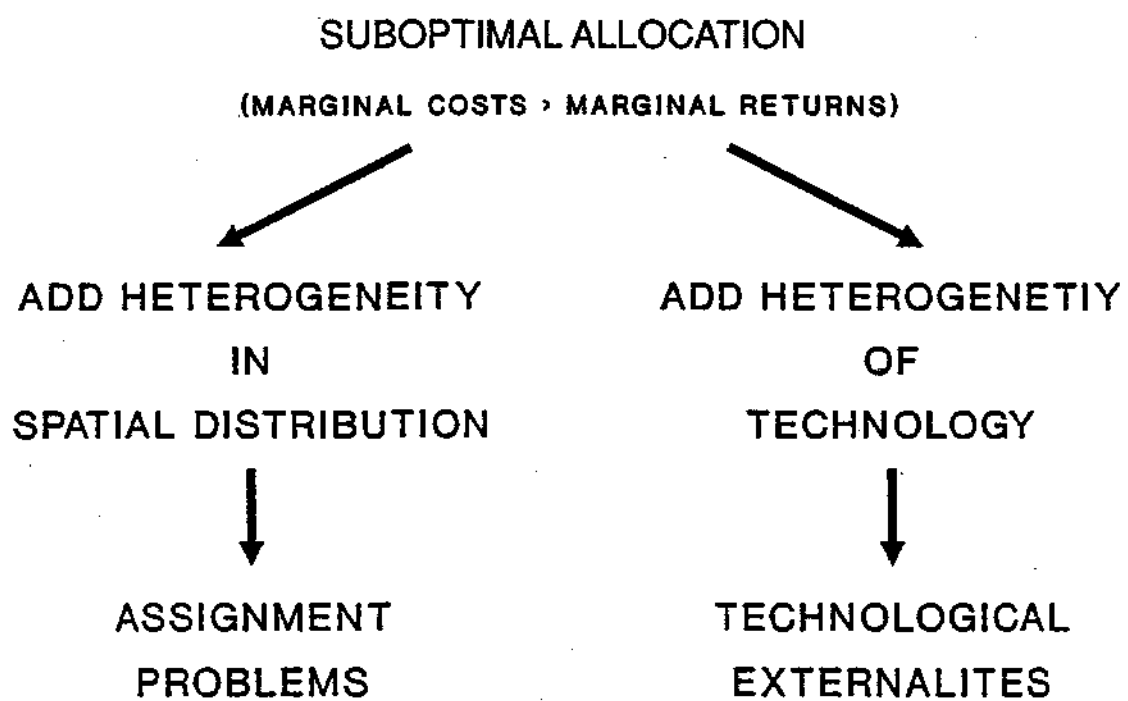 SUBOPTIMAL ALLOCATION
(MARGINAL COSTS > MARGINAL RETURNS)
ADD HETEROGENEITY
IN
SPATIAL DISTRIBUTION
ADD HETEROGENETIY
OF
TECHNOLOGY
ASSIGNMENT
PROBLEMS
TECHNOLOGICAL
EXTERNALITES